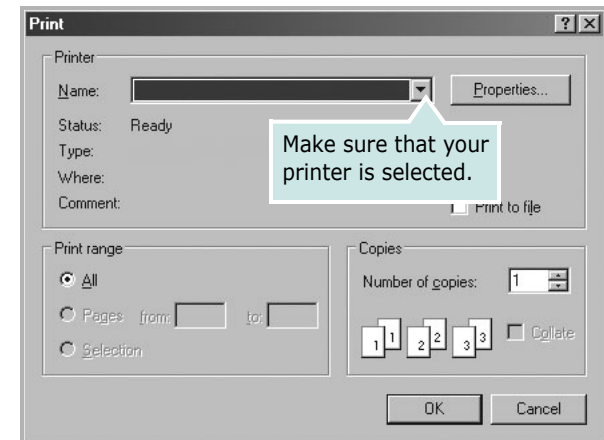 Print
Printer
Name:
Properties...
Status: Ready
Type:
Where:
Comment:
Make sure that your
printer is selected.
Print to file
Print range
All
Pages from: to:
Selection
Copies
Number of copies: 1
1 1 2 2 3 3
Collate
OK
Cancel